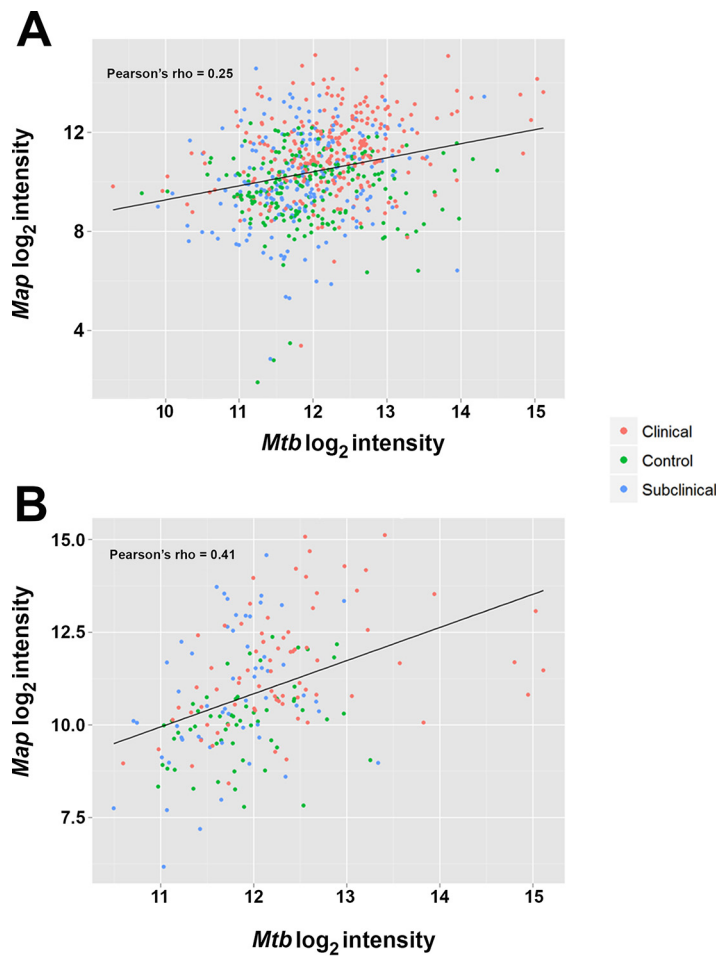 A
Pearson's rho = 0.25
Map log2 intensity
12
8
4
10 11 12 13 14 15
Mtb log2 intensity
Clinical
Control
Subclinical
B
Pearson's rho = 0.41
Map log2 intensity
15.0
12.5
10.0
7.5
11 12 13 14 15
Mtb log2 intensity